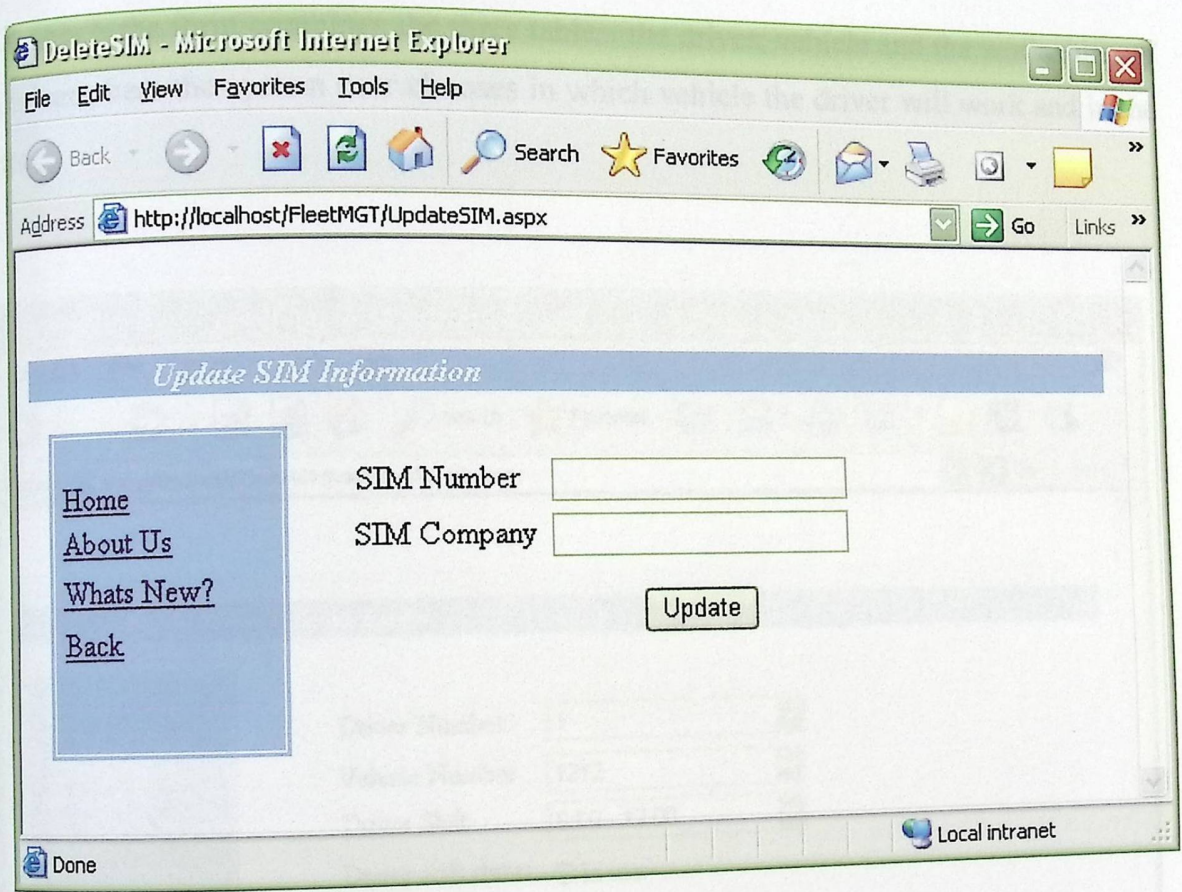 DeleteSIM - Microsoft Internet Explorer
File Edit View Favorites Tools Help
Back Search Favorites
Address http://localhost/FleetMGT/UpdateSIM.aspx Go Links
Update SIM Information
Home
About Us
Whats New?
Back
SIM Number
SIM Company
Update
Done Local intranet